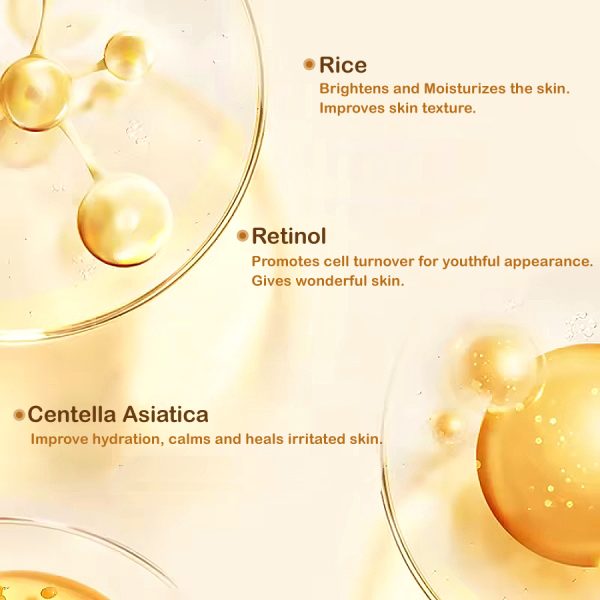 Rice
Brightens and Moisturizes the skin.
Improves skin texture.
Retinol
Promotes cell turnover for youthful appearance.
Gives wonderful skin.
Centella Asiatica
Improve hydration, calms and heals irritated skin.